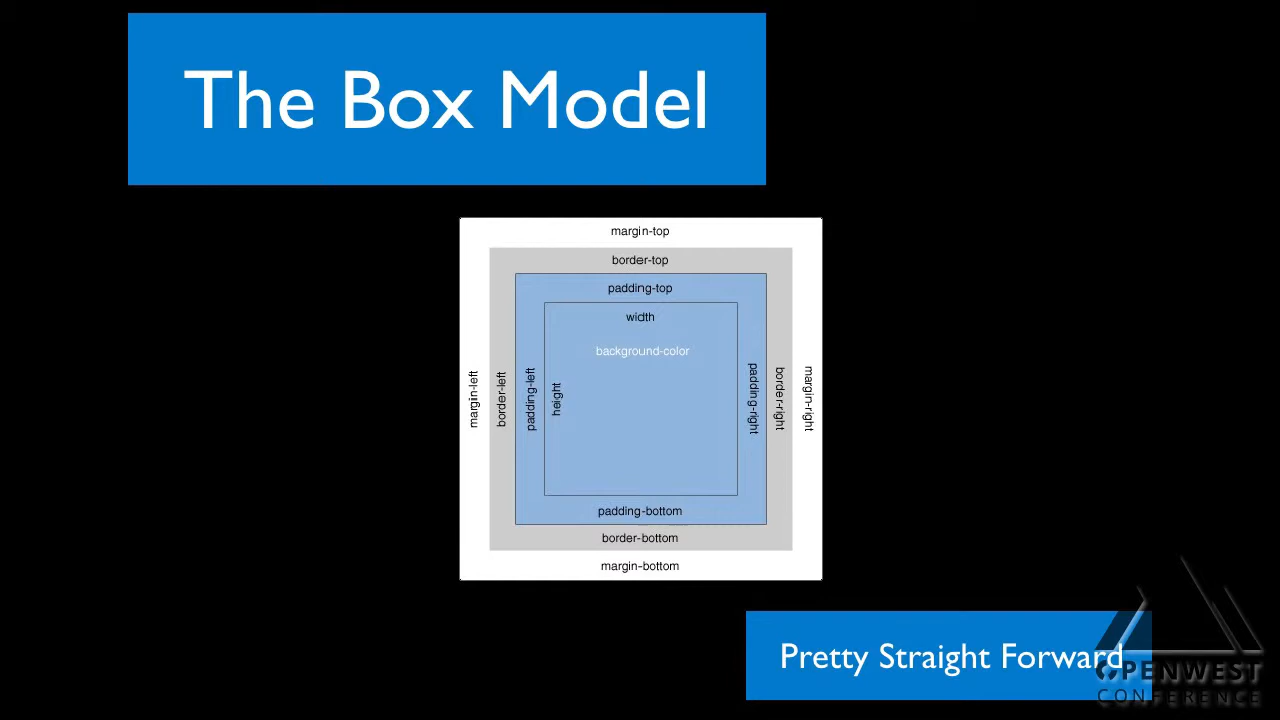 The Box Model
margin-top
border-top
padding-top
width
background-color
margin-left
border-left
padding-left
height
padding-right
border-right
margin-right
padding-bottom
border-bottom
margin-bottom
Pretty Straight Forward
OPENWEST
CONFERENCE